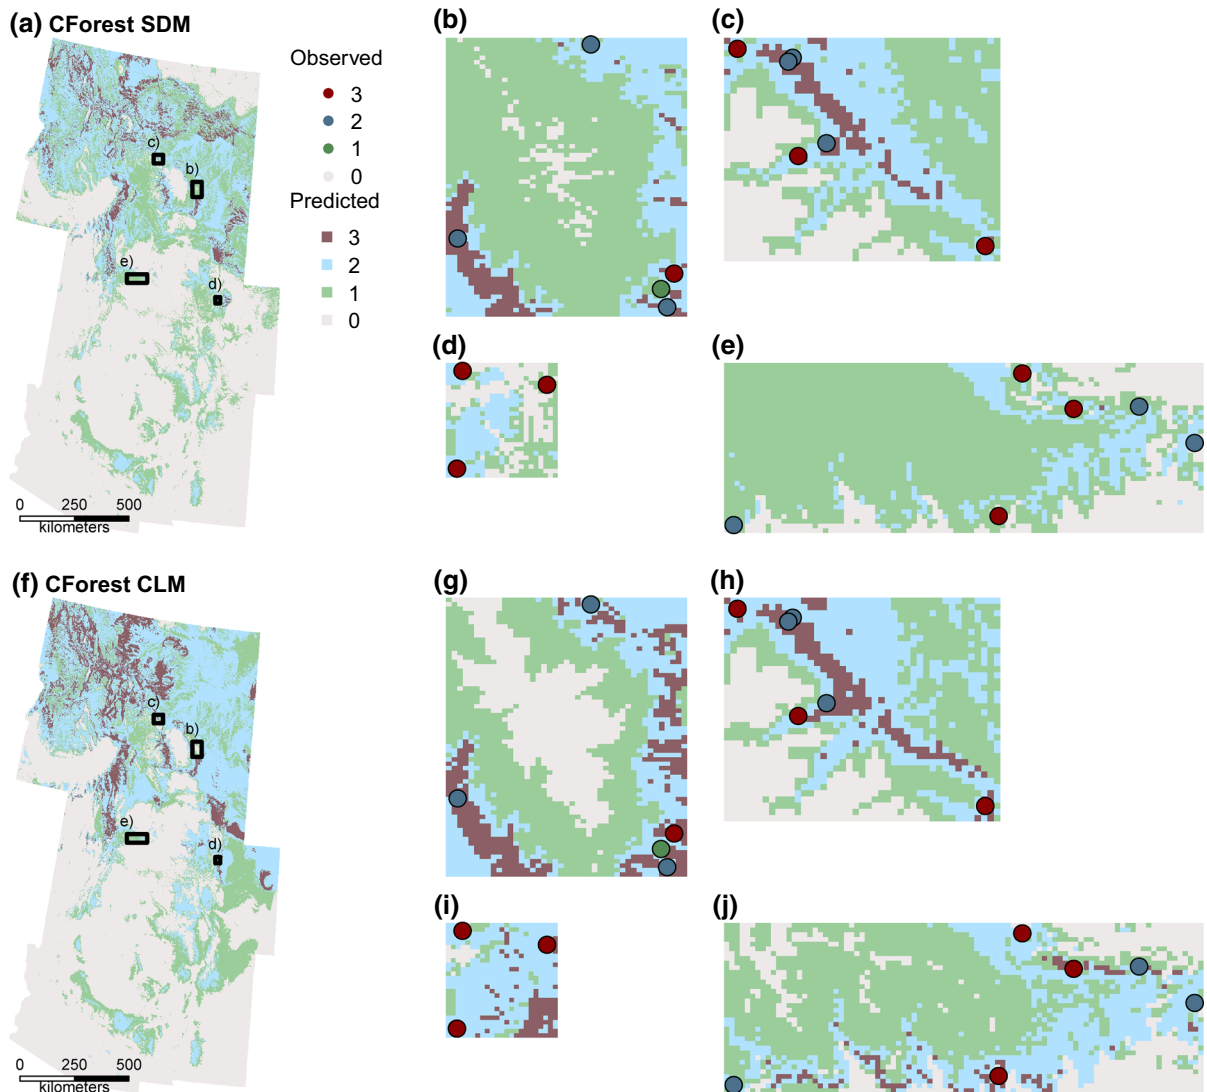 (a) CForest SDM
Observed
3
2
1
0
Predicted
3
2
1
0
c)
b)
e)
d)
0 250 500
kilometers
(b)
(c)
(d)
(e)
(f) CForest CLM
c)
b)
e)
d)
0 250 500
kilometers
(g)
(h)
(i)
(j)